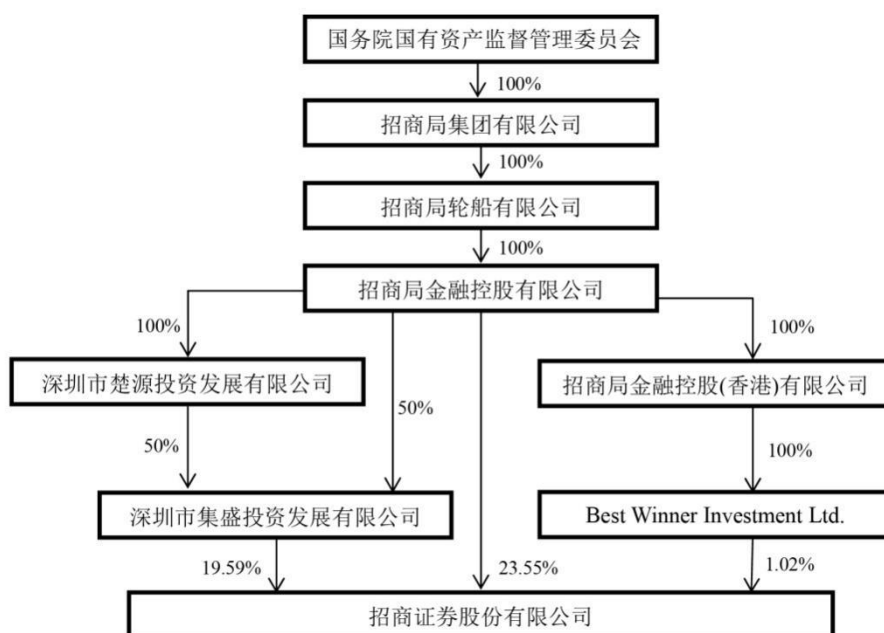 国务院国有资产监督管理委员会
100%
招商局集团有限公司
100%
招商局轮船有限公司
100%
招商局金融控股有限公司
100%
100%
深圳市楚源投资发展有限公司
招商局金融控股(香港)有限公司
50%
50%
100%
深圳市集盛投资发展有限公司
Best Winner Investment Ltd.
19.59%
23.55%
1.02%
招商证券股份有限公司